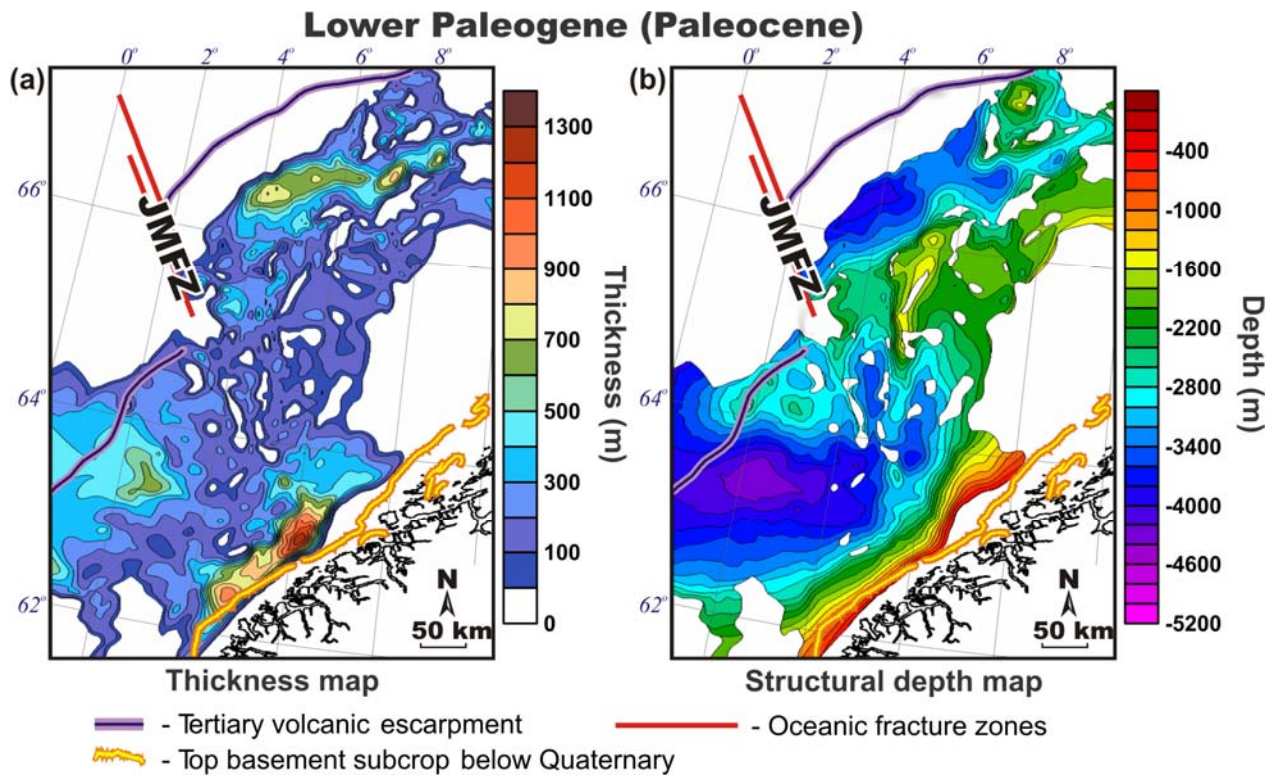 Lower Paleogene (Paleocene)
(a)
0° 2° 4° 6° 8°
66°
64°
62°
JMFZ
N
50 km
1300
1100
900
700
500
300
100
0
Thickness (m)
Thickness map
(b)
0° 2° 4° 6° 8°
66°
64°
62°
JMFZ
N
50 km
-400
-1000
-1600
-2200
-2800
-3400
-4000
-4600
-5200
Depth (m)
Structural depth map
- Tertiary volcanic escarpment
- Oceanic fracture zones
- Top basement subcrop below Quaternary